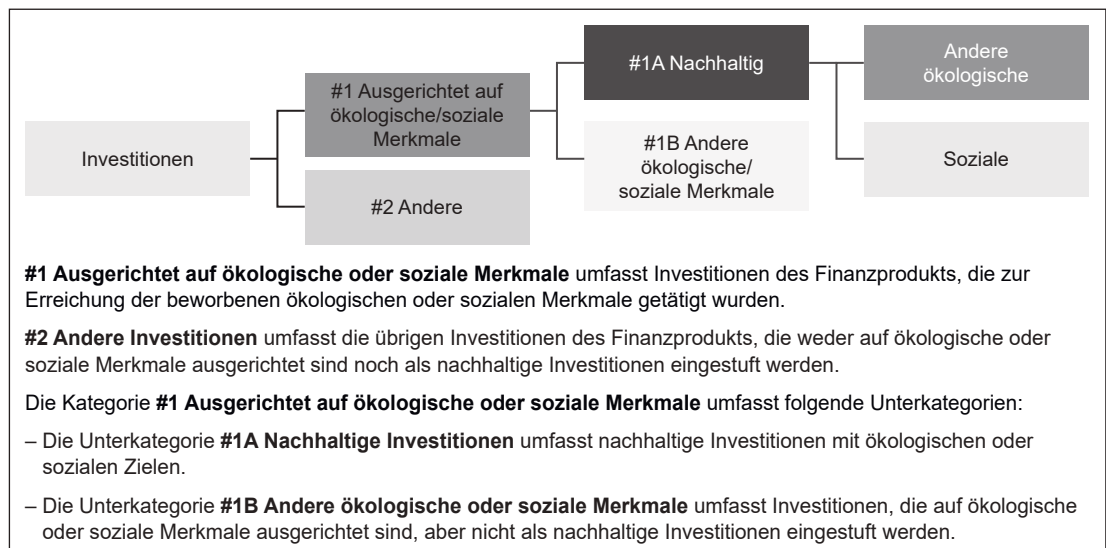 Investitionen
#1 Ausgerichtet auf
ökologische/soziale
Merkmale
#2 Andere
#1A Nachhaltig
#1B Andere
ökologische/
soziale Merkmale
Andere
ökologische
Soziale
#1 Ausgerichtet auf ökologische oder soziale Merkmale umfasst Investitionen des Finanzprodukts, die zur
Erreichung der beworbenen ökologischen oder sozialen Merkmale getätigt wurden.
#2 Andere Investitionen umfasst die übrigen Investitionen des Finanzprodukts, die weder auf ökologische oder
soziale Merkmale ausgerichtet sind noch als nachhaltige Investitionen eingestuft werden.
Die Kategorie #1 Ausgerichtet auf ökologische oder soziale Merkmale umfasst folgende Unterkategorien:
– Die Unterkategorie #1A Nachhaltige Investitionen umfasst nachhaltige Investitionen mit ökologischen oder
sozialen Zielen.
– Die Unterkategorie #1B Andere ökologische oder soziale Merkmale umfasst Investitionen, die auf ökologische
oder soziale Merkmale ausgerichtet sind, aber nicht als nachhaltige Investitionen eingestuft werden.